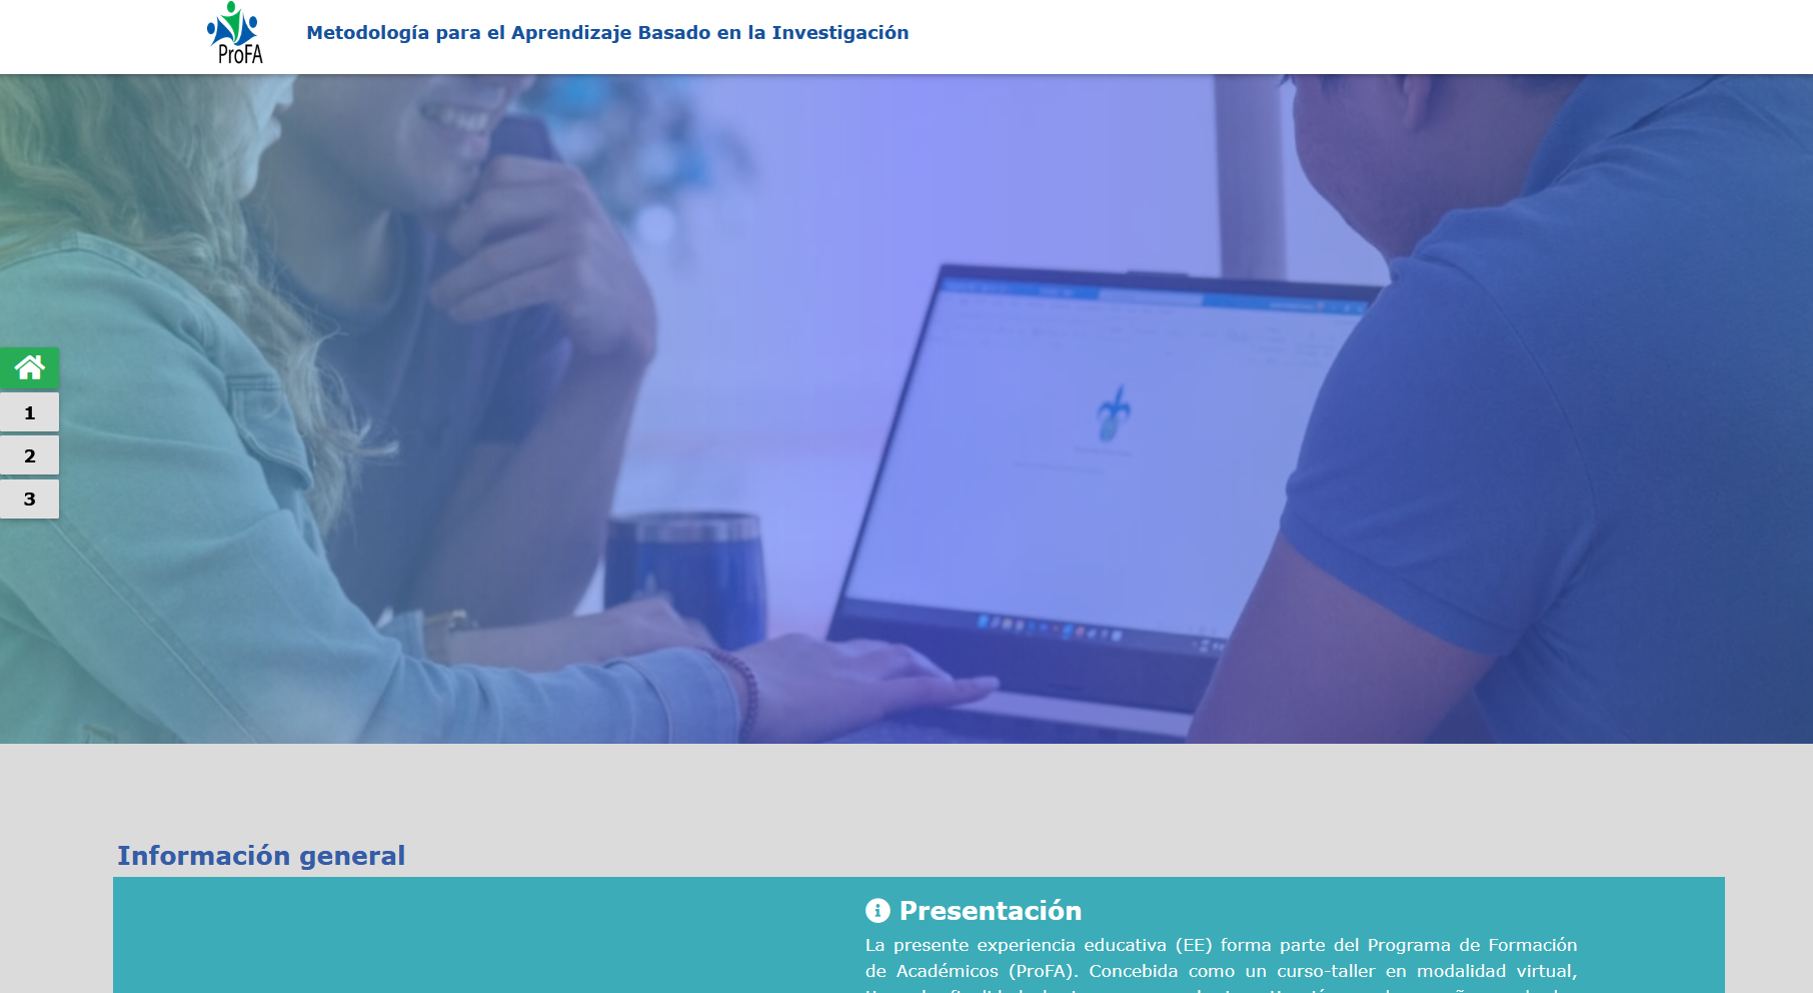 ProFA
Metodología para el Aprendizaje Basado en la Investigación
1
2
3
Información general
Presentación
La presente experiencia educativa (EE) forma parte del Programa de Formación
de Académicos (ProFA). Concebida como un curso-taller en modalidad virtual,